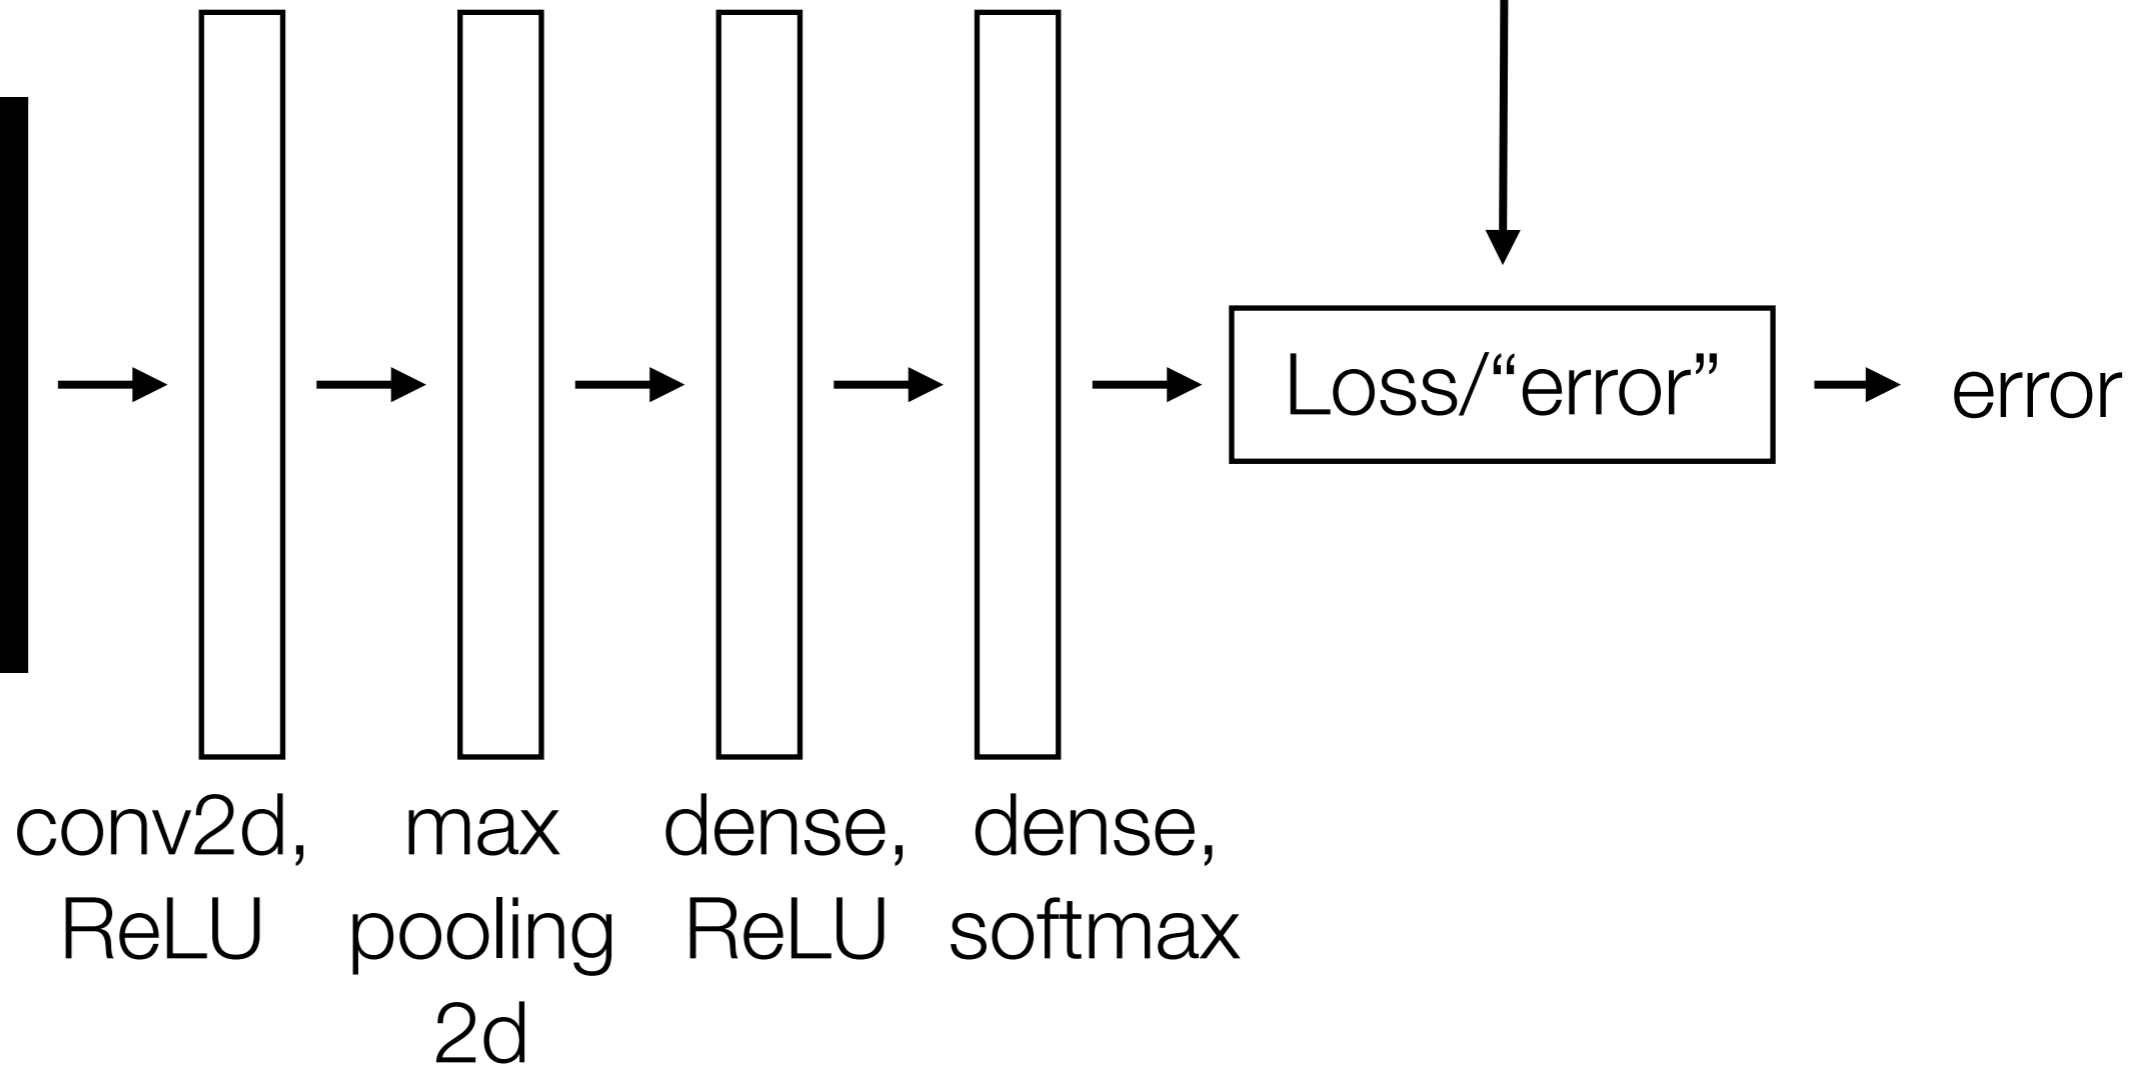 Loss/“error”
error
conv2d,
ReLU
max
pooling
2d
dense,
ReLU
dense,
softmax